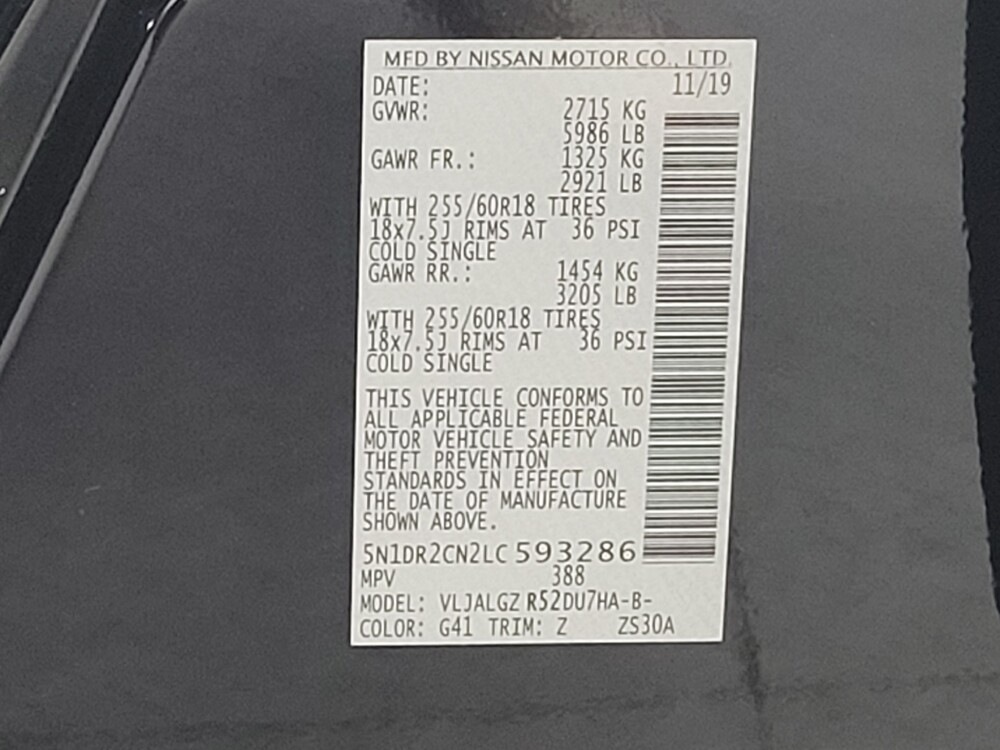 MFD BY NISSAN MOTOR CO., LTD.
DATE: 11/19
GVWR: 2715 KG
5986 LB
GAWR FR.: 1325 KG
2921 LB
WITH 255/60R18 TIRES
18x7.5J RIMS AT 36 PSI
COLD SINGLE
GAWR RR.: 1454 KG
3205 LB
WITH 255/60R18 TIRES
18x7.5J RIMS AT 36 PSI
COLD SINGLE
THIS VEHICLE CONFORMS TO
ALL APPLICABLE FEDERAL
MOTOR VEHICLE SAFETY AND
THEFT PREVENTION
STANDARDS IN EFFECT ON
THE DATE OF MANUFACTURE
SHOWN ABOVE.
5N1DR2CN2LC593286
MPV 388
MODEL: VLJALGZ R52DU7HA-B-
COLOR: G41 TRIM: Z ZS30A